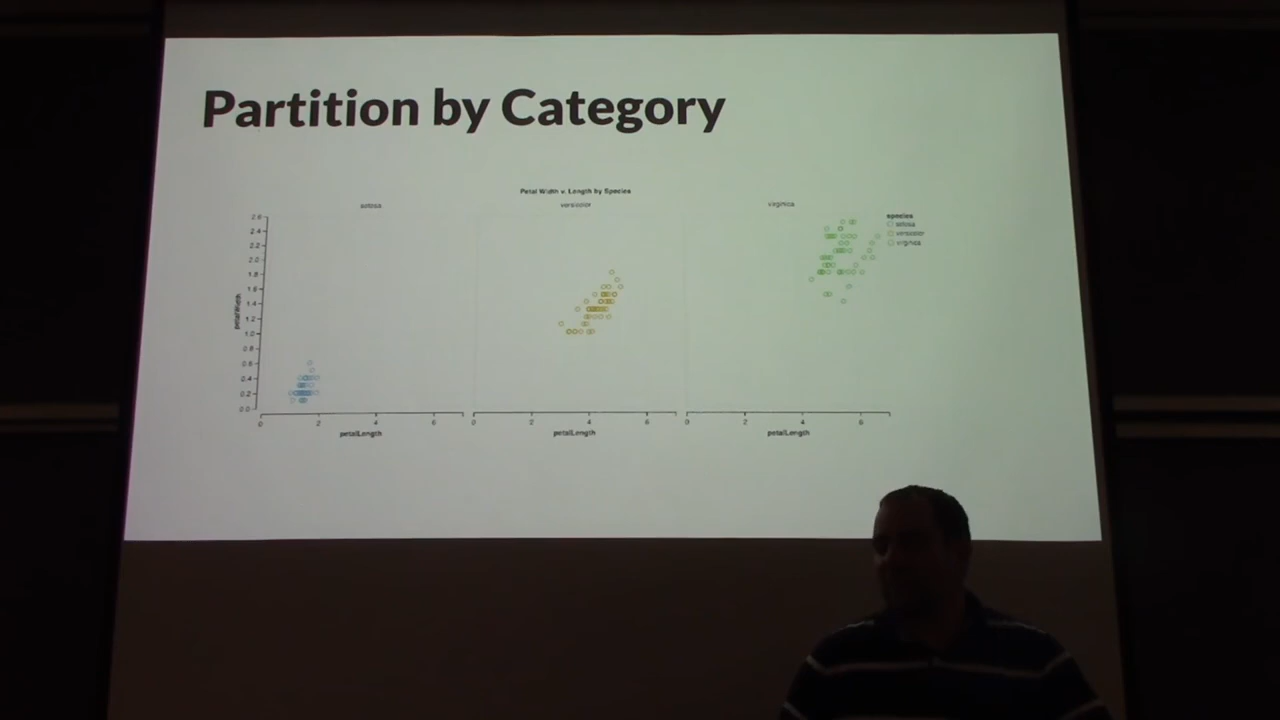 Partition by Category
Petal Width v. Length by Species
setosa
versicolor
virginica
species
setosa
versicolor
virginica
petalWidth
2.6
2.4
2.2
2.0
1.8
1.6
1.4
1.2
1.0
0.8
0.6
0.4
0.2
0.0
0 2 4 6
0 2 4 6
0 2 4 6
petalLength
petalLength
petalLength